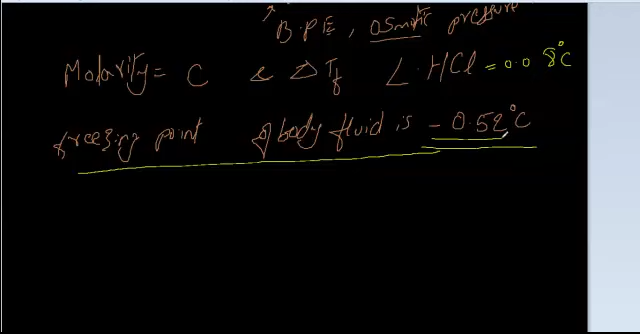 B.P.E, osmotic pressure
Molarity = C & ΔTf L.HCl = 0.08°C
freezing point of body fluid is - 0.52°C